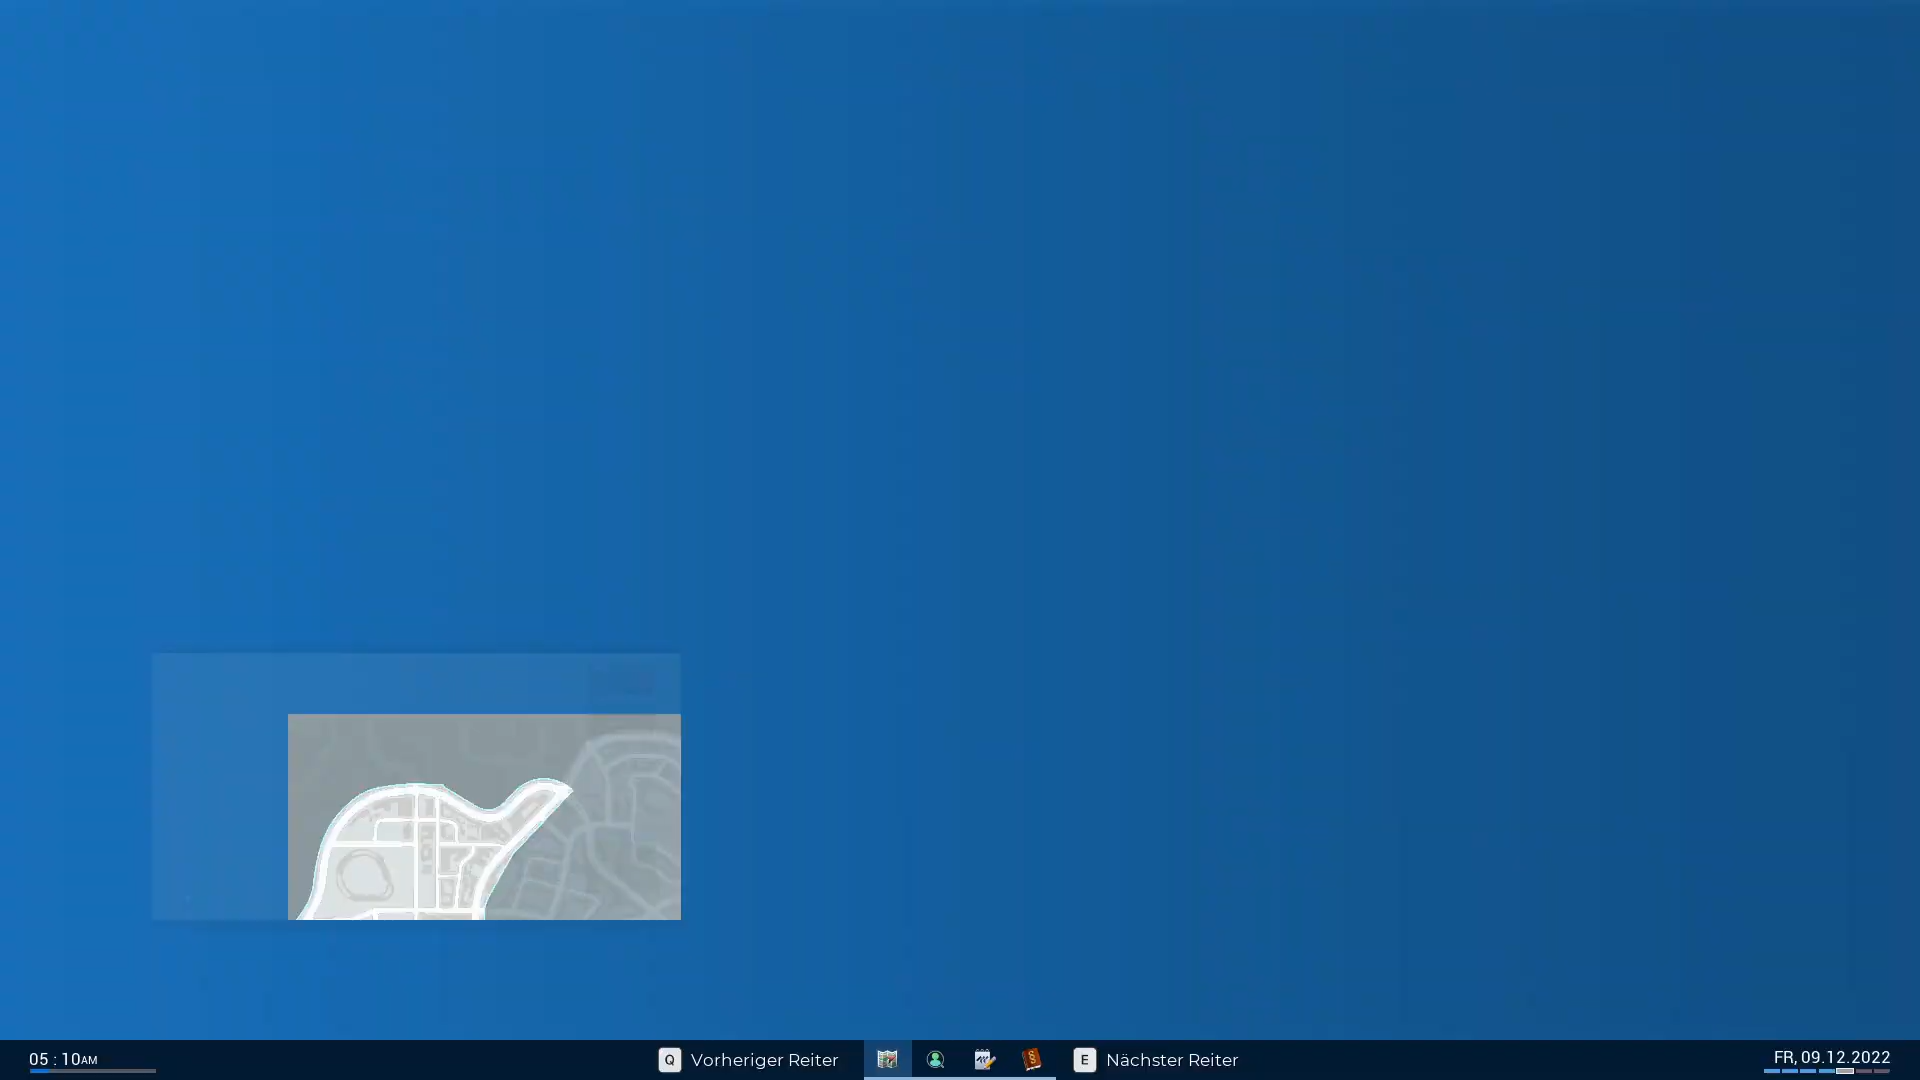 05 : 10AM
Q Vorheriger Reiter
E Nächster Reiter
FR, 09.12.2022